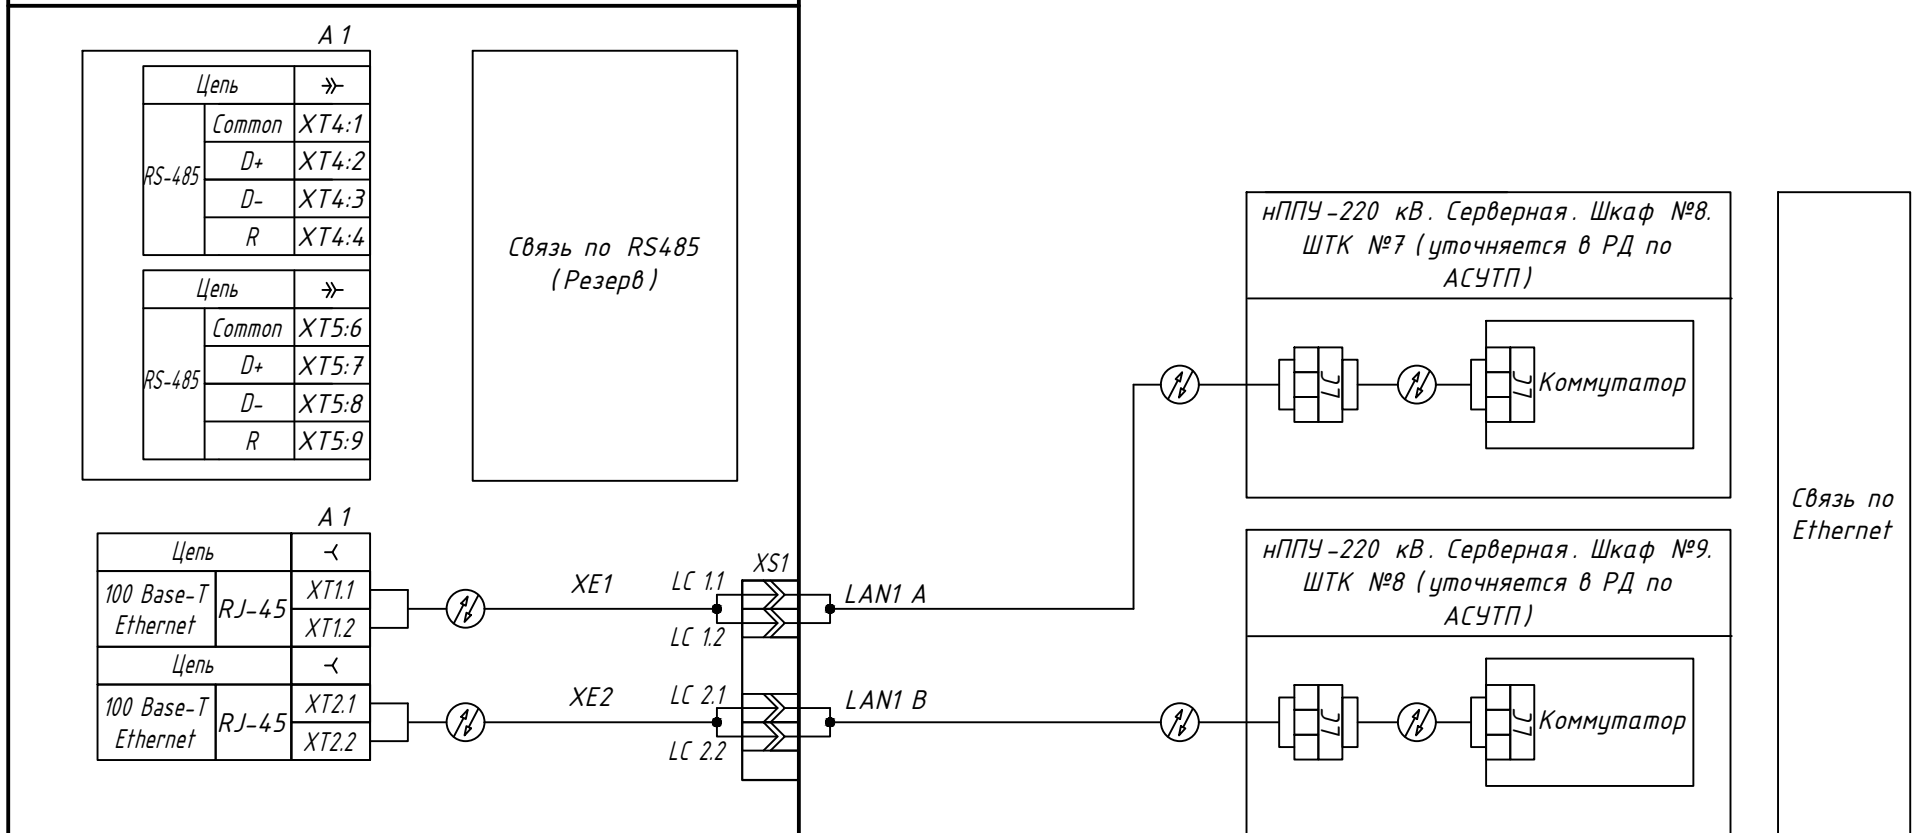 А1
Цепь
RS-485
Common XT4:1
D+ XT4:2
D- XT4:3
R XT4:4
Цепь
RS-485
Common XT5:6
D+ XT5:7
D- XT5:8
R XT5:9
Связь по RS485
(Резерв)
А1
Цепь
100 Base-T
Ethernet
RJ-45
XT1.1
XT1.2
Цепь
100 Base-T
Ethernet
RJ-45
XT2.1
XT2.2
XE1
XE2
LC 1.1
LC 1.2
LC 2.1
LC 2.2
XS1
LAN1 A
LAN1 B
нППУ-220 кВ. Серверная. Шкаф №8.
ШТК №7 (уточняется в РД по
АСУТП)
LC
LC
Коммутатор
нППУ-220 кВ. Серверная. Шкаф №9.
ШТК №8 (уточняется в РД по
АСУТП)
LC
LC
Коммутатор
Связь по
Ethernet